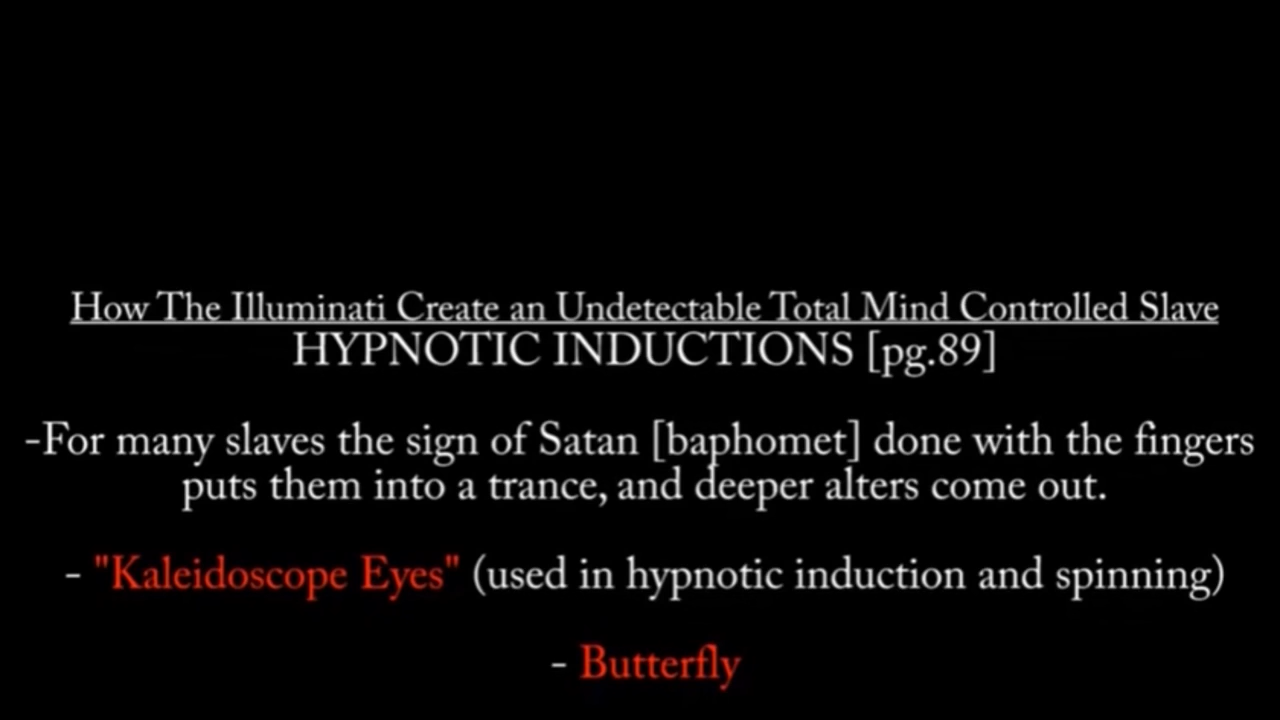 How The Illuminati Create an Undetectable Total Mind Controlled Slave
HYPNOTIC INDUCTIONS [pg.89]
-For many slaves the sign of Satan [baphomet] done with the fingers
puts them into a trance, and deeper alters come out.
- "Kaleidoscope Eyes" (used in hypnotic induction and spinning)
- Butterfly